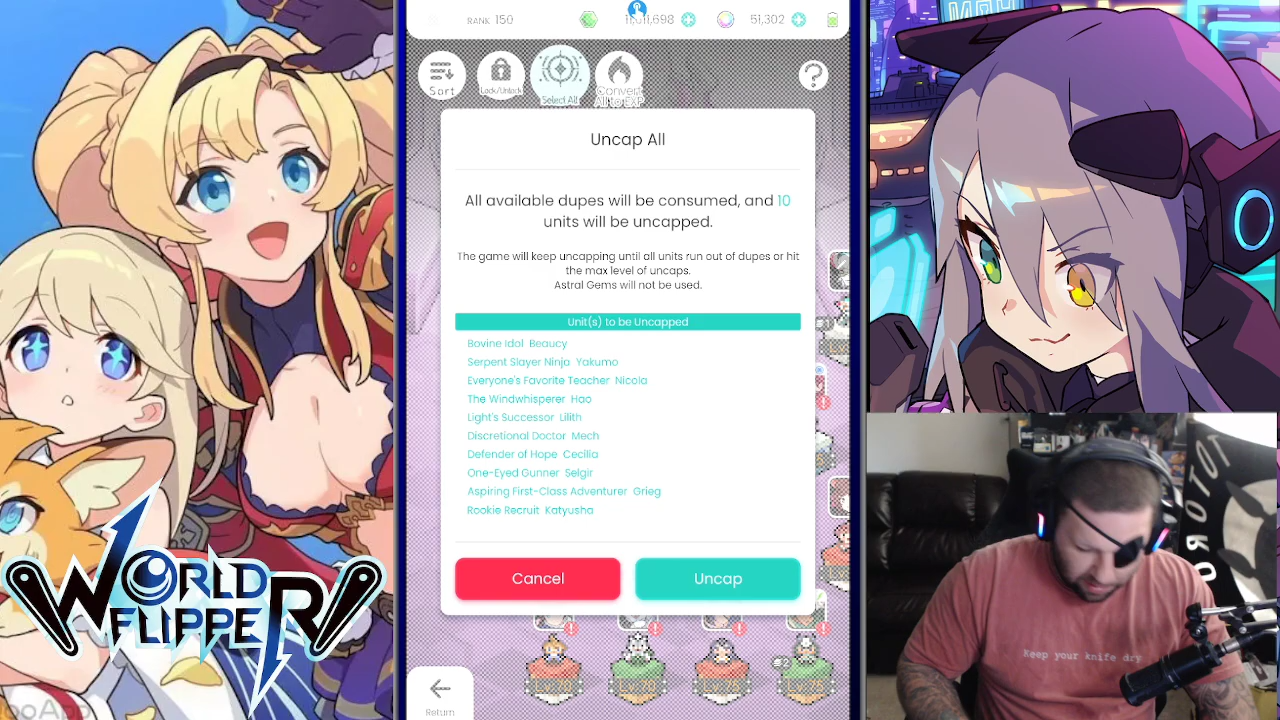 RANK 150
11,011,698
51,302
Sort
Lock/Unlock
Select All
Convert
All to EXP
?
Uncap All
All available dupes will be consumed, and 10
units will be uncapped.
The game will keep uncapping until all units run out of dupes or hit
the max level of uncaps.
Astral Gems will not be used.
Unit(s) to be Uncapped
Bovine Idol Beaucy
Serpent Slayer Ninja Yakumo
Everyone's Favorite Teacher Nicola
The Windwhisperer Hao
Light's Successor Lilith
Discretional Doctor Mech
Defender of Hope Cecilia
One-Eyed Gunner Selgir
Aspiring First-Class Adventurer Grieg
Rookie Recruit Katyusha
Cancel
Uncap
Return
WORLD
FLIPPER
TOTORO
Keep your knife dry